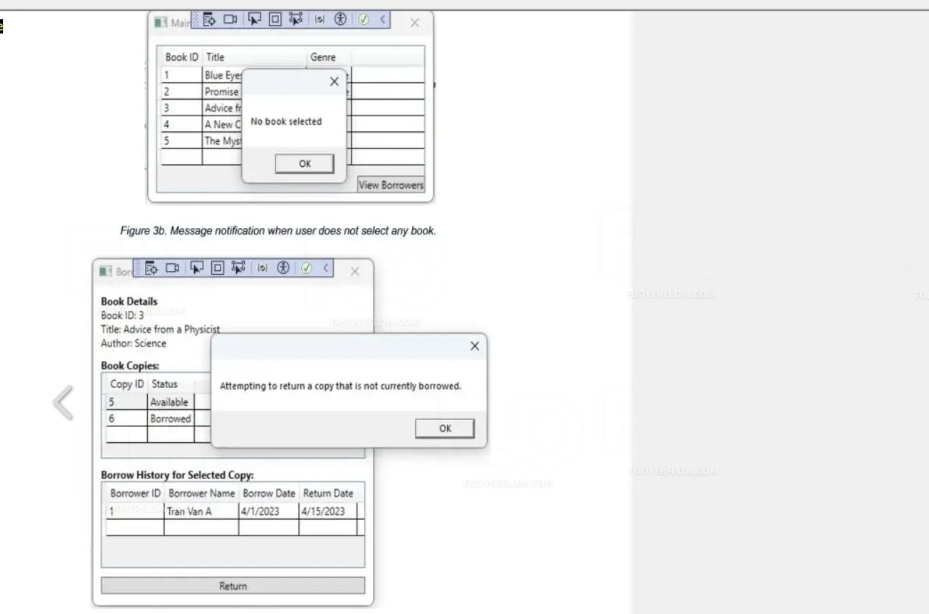 Main
Book ID Title Genre
1 Blue Eye
2 Promise
3 Advice fr
4 A New C
5 The Myst
No book selected
OK
View Borrowers
Figure 3b. Message notification when user does not select any book.
Bor
Book Details
Book ID: 3
Title: Advice from a Physicist
Author: Science
Book Copies:
Copy ID Status
5 Available
6 Borrowed
Attempting to return a copy that is not currently borrowed.
OK
Borrow History for Selected Copy:
Borrower ID Borrower Name Borrow Date Return Date
1 Tran Van A 4/1/2023 4/15/2023
Return